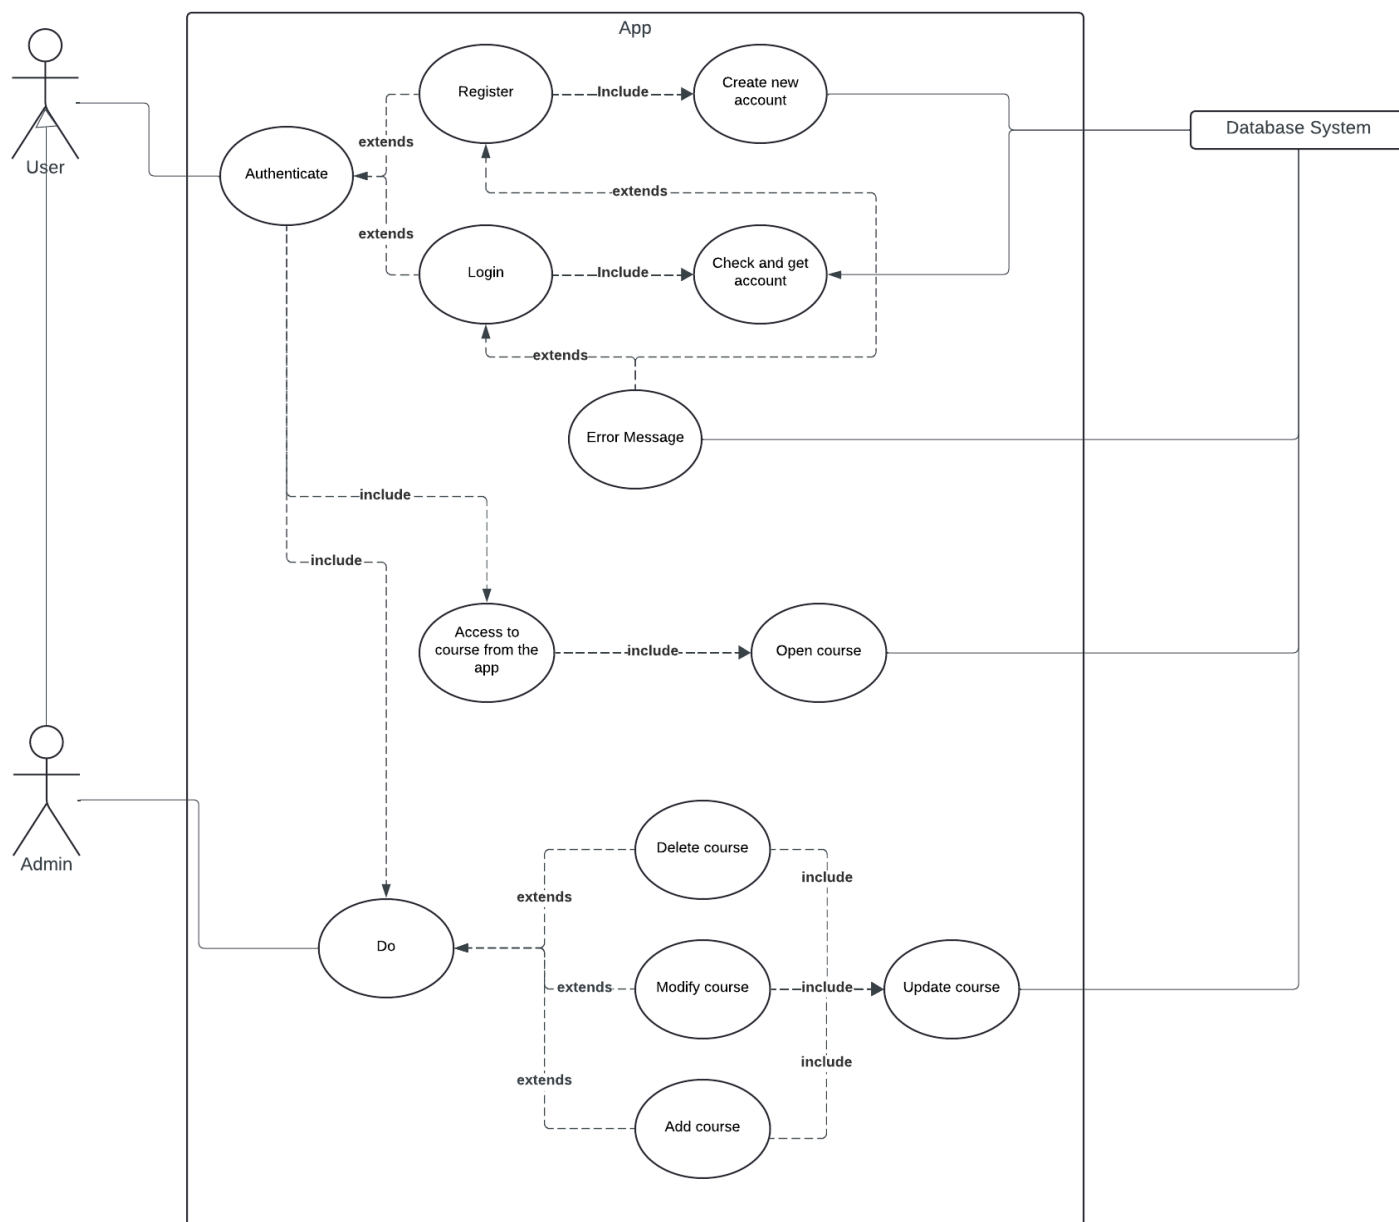 App
User
Authenticate
Register
Include
Create new
account
Database System
extends
extends
extends
Login
Include
Check and get
account
extends
Error Message
include
include
Access to
course from the
app
include
Open course
Admin
Do
extends
Delete course
include
extends
Modify course
include
Update course
extends
include
Add course